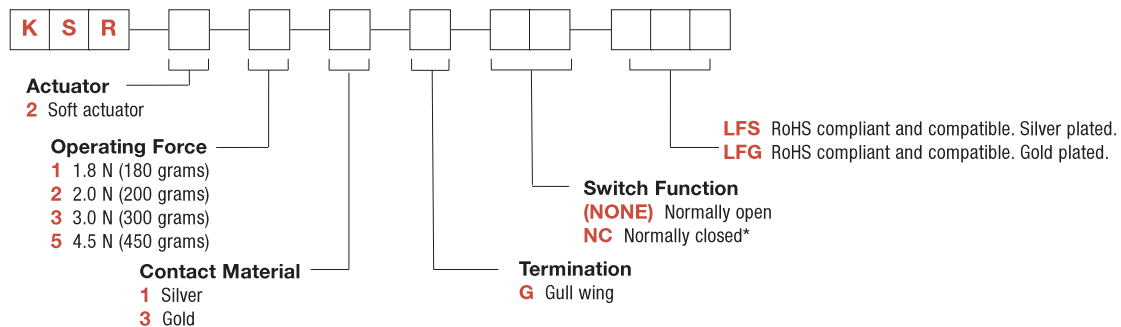 K S R
Actuator
2 Soft actuator
Operating Force
1 1.8 N (180 grams)
2 2.0 N (200 grams)
3 3.0 N (300 grams)
5 4.5 N (450 grams)
Contact Material
1 Silver
3 Gold
Termination
G Gull wing
Switch Function
(NONE) Normally open
NC Normally closed*
LFS RoHS compliant and compatible. Silver plated.
LFG RoHS compliant and compatible. Gold plated.